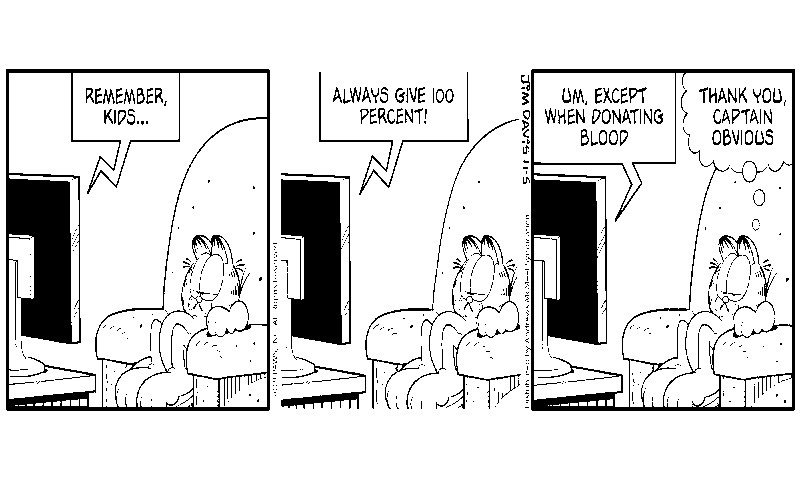 REMEMBER,
KIDS...
ALWAYS GIVE 100
PERCENT!
JIM DAVIS 11-5
UM, EXCEPT
WHEN DONATING
BLOOD
THANK YOU,
CAPTAIN
OBVIOUS